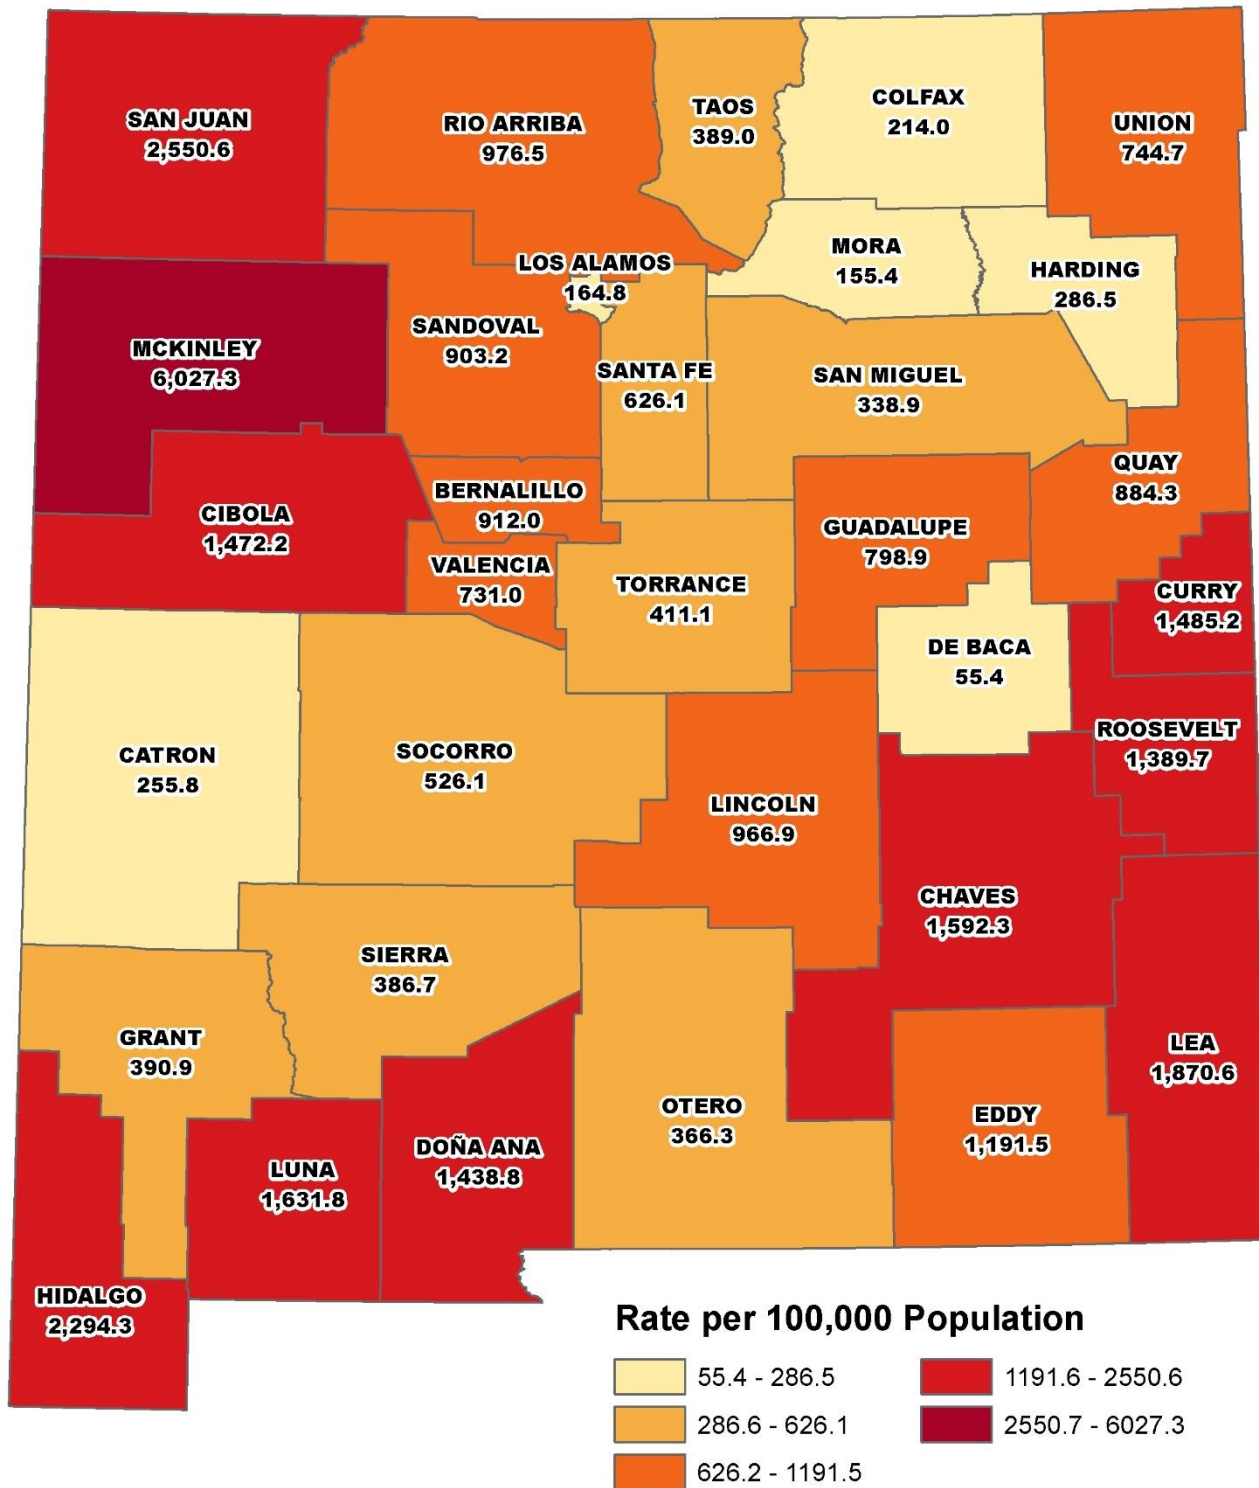 SAN JUAN
2,550.6
RIO ARRIBA
976.5
TAOS
389.0
COLFAX
214.0
UNION
744.7
LOS ALAMOS
164.8
MORA
155.4
HARDING
286.5
MCKINLEY
6,027.3
SANDOVAL
903.2
SANTA FE
626.1
SAN MIGUEL
338.9
QUAY
884.3
CIBOLA
1,472.2
BERNALILLO
912.0
GUADALUPE
798.9
VALENCIA
731.0
TORRANCE
411.1
CURRY
1,485.2
DE BACA
55.4
CATRON
255.8
SOCORRO
526.1
ROOSEVELT
1,389.7
LINCOLN
966.9
CHAVES
1,592.3
SIERRA
386.7
GRANT
390.9
LEA
1,870.6
OTERO
366.3
EDDY
1,191.5
LUNA
1,631.8
DOÑA ANA
1,438.8
HIDALGO
2,294.3
Rate per 100,000 Population
55.4 - 286.5
286.6 - 626.1
626.2 - 1191.5
1191.6 - 2550.6
2550.7 - 6027.3